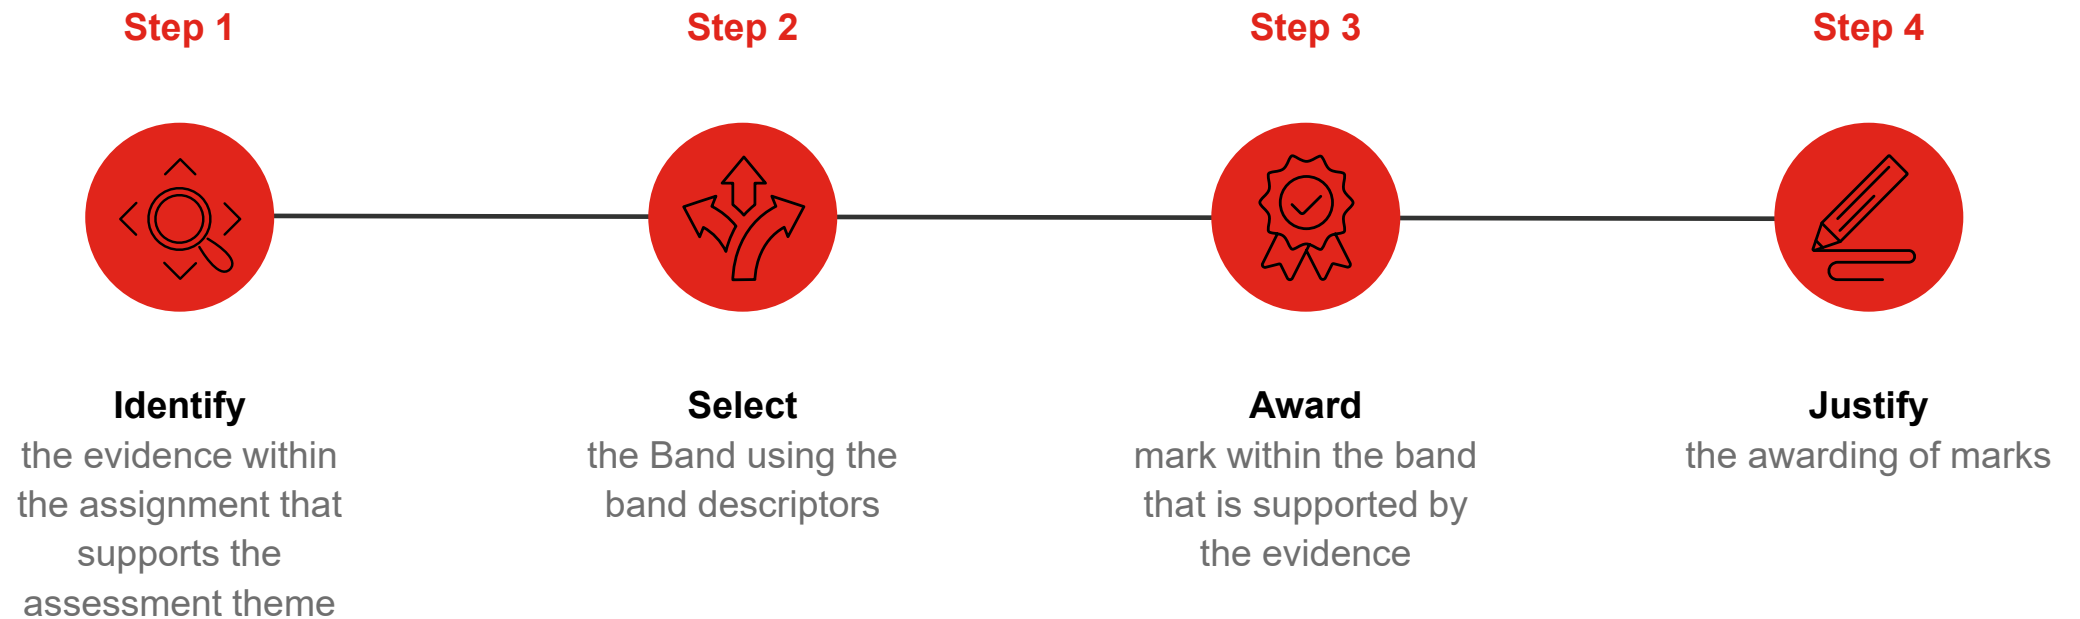 Step 1
Step 2
Step 3
Step 4
Identify
the evidence within
the assignment that
supports the
assessment theme
Select
the Band using the
band descriptors
Award
mark within the band
that is supported by
the evidence
Justify
the awarding of marks